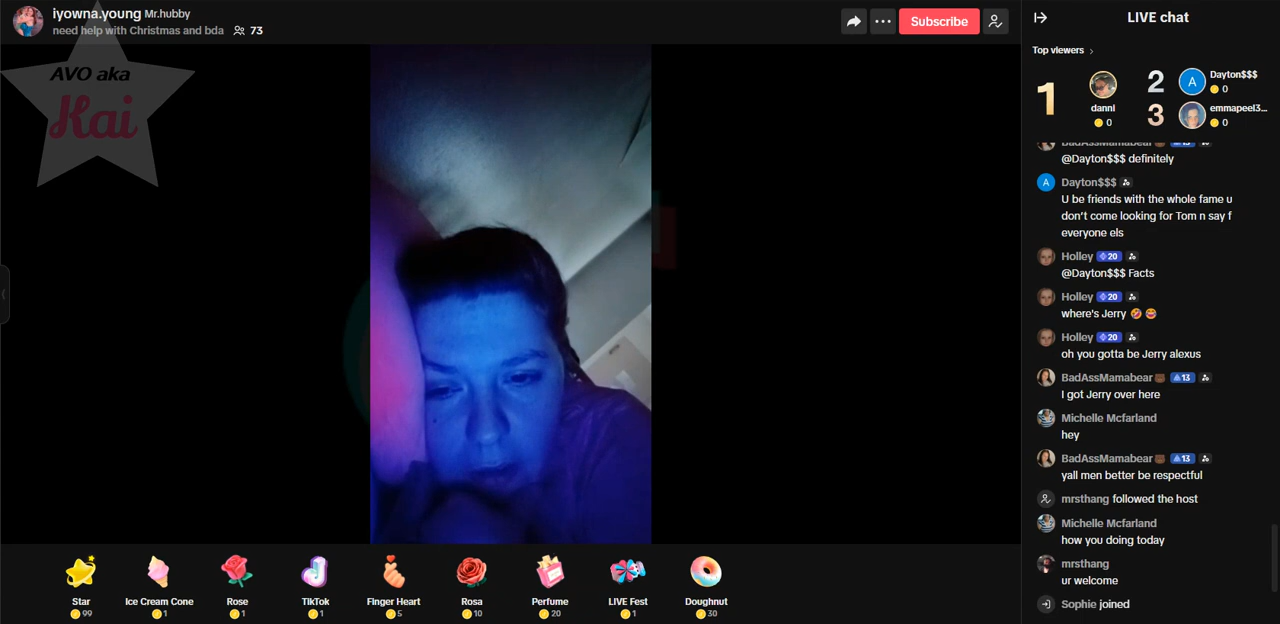 iyowna.young Mr.hubby
need help with Christmas and bda 73
Subscribe
AVO aka
Kai
LIVE chat
Top viewers
1
danni
0
2
A
Dayton$$$
0
3
emmapeel3...
0
BadAssMamabear 13
@Dayton$$$ definitely
A
Dayton$$$
U be friends with the whole fame u
don't come looking for Tom n say f
everyone els
Holley 20
@Dayton$$$ Facts
Holley 20
where's Jerry 🤣 😆
Holley 20
oh you gotta be Jerry alexus
BadAssMamabear🐻 13
I got Jerry over here
Michelle Mcfarland
hey
BadAssMamabear🐻 13
yall men better be respectful
mrsthang followed the host
Michelle Mcfarland
how you doing today
mrsthang
ur welcome
Sophie joined
Star
99
Ice Cream Cone
1
Rose
1
TikTok
1
Finger Heart
5
Rosa
10
Perfume
20
LIVE Fest
1
Doughnut
30